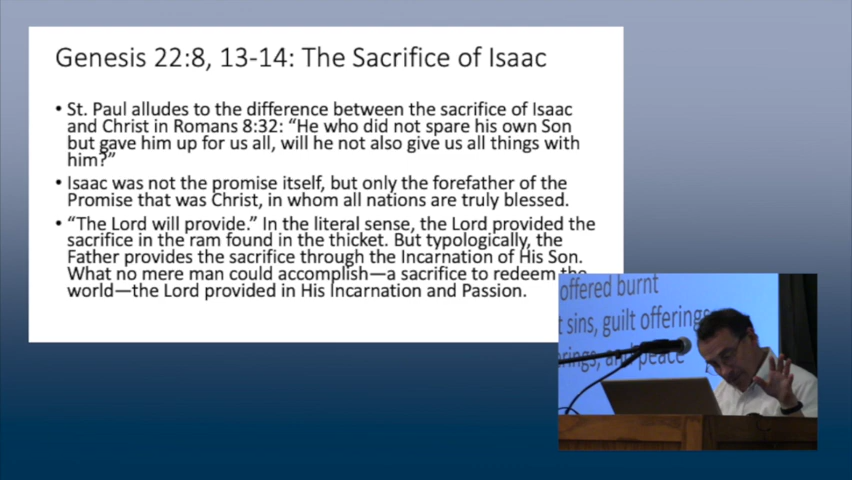 Genesis 22:8, 13-14: The Sacrifice of Isaac
• St. Paul alludes to the difference between the sacrifice of Isaac
and Christ in Romans 8:32: “He who did not spare his own Son
but gave him up for us all, will he not also give us all things with
him?”
• Isaac was not the promise itself, but only the forefather of the
Promise that was Christ, in whom all nations are truly blessed.
• “The Lord will provide.” In the literal sense, the Lord provided the
sacrifice in the ram found in the thicket. But typologically, the
Father provides the sacrifice through the Incarnation of His Son.
What no mere man could accomplish—a sacrifice to redeem the
world—the Lord provided in His Incarnation and Passion.
offered burnt
sins, guilt offerings
and peace